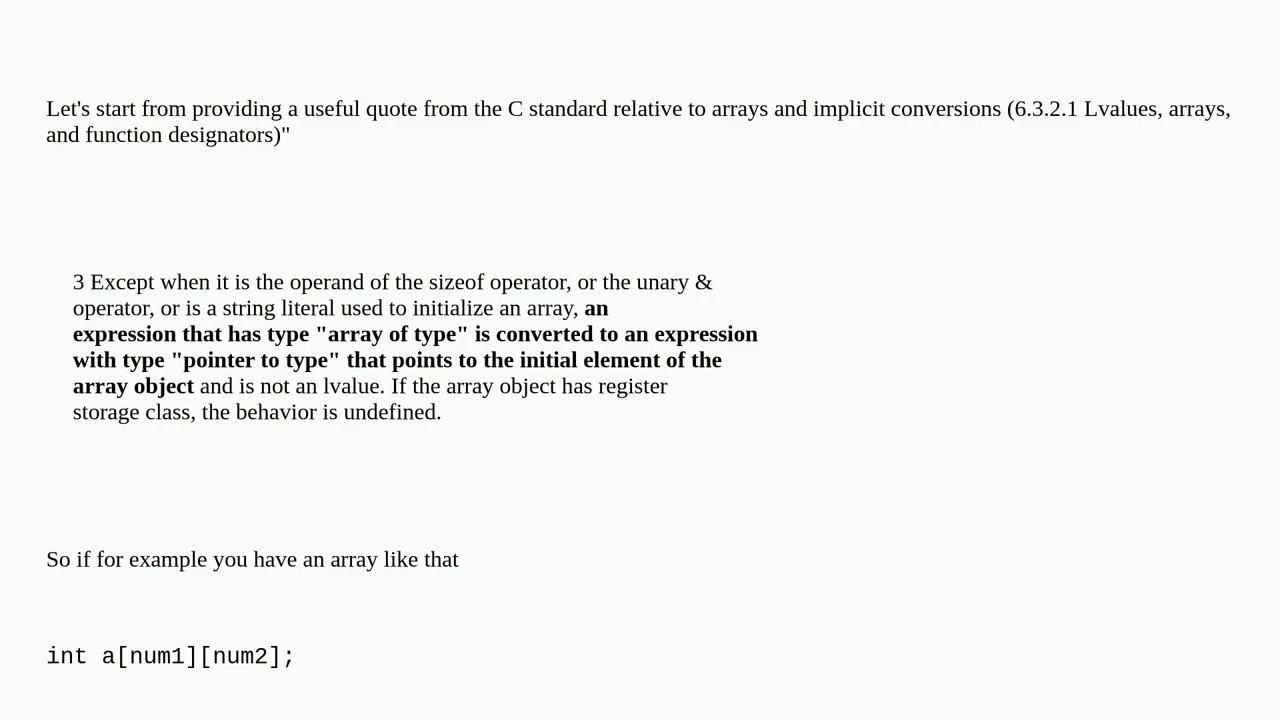 Let's start from providing a useful quote from the C standard relative to arrays and implicit conversions (6.3.2.1 Lvalues, arrays,
and function designators)"
3 Except when it is the operand of the sizeof operator, or the unary &
operator, or is a string literal used to initialize an array, an
expression that has type "array of type" is converted to an expression
with type "pointer to type" that points to the initial element of the
array object and is not an lvalue. If the array object has register
storage class, the behavior is undefined.
So if for example you have an array like that
int a[num1][num2];